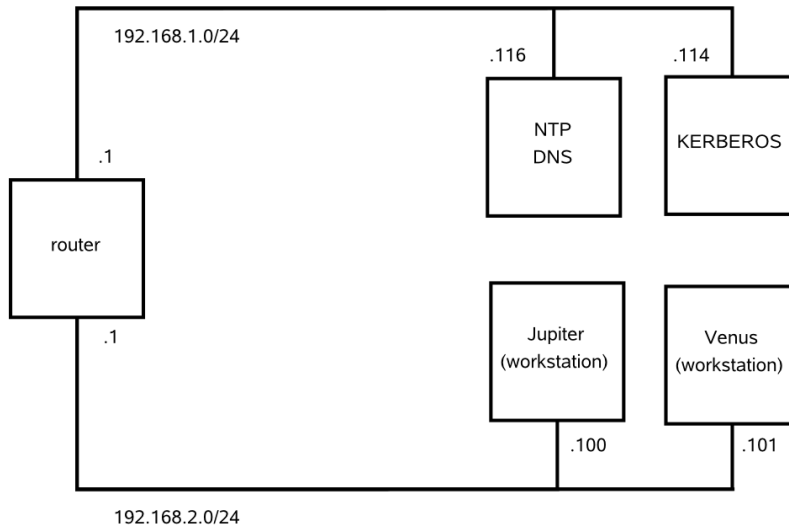 192.168.1.0/24
.116
.114
NTP
DNS
KERBEROS
.1
router
.1
Jupiter
(workstation)
Venus
(workstation)
.100
.101
192.168.2.0/24